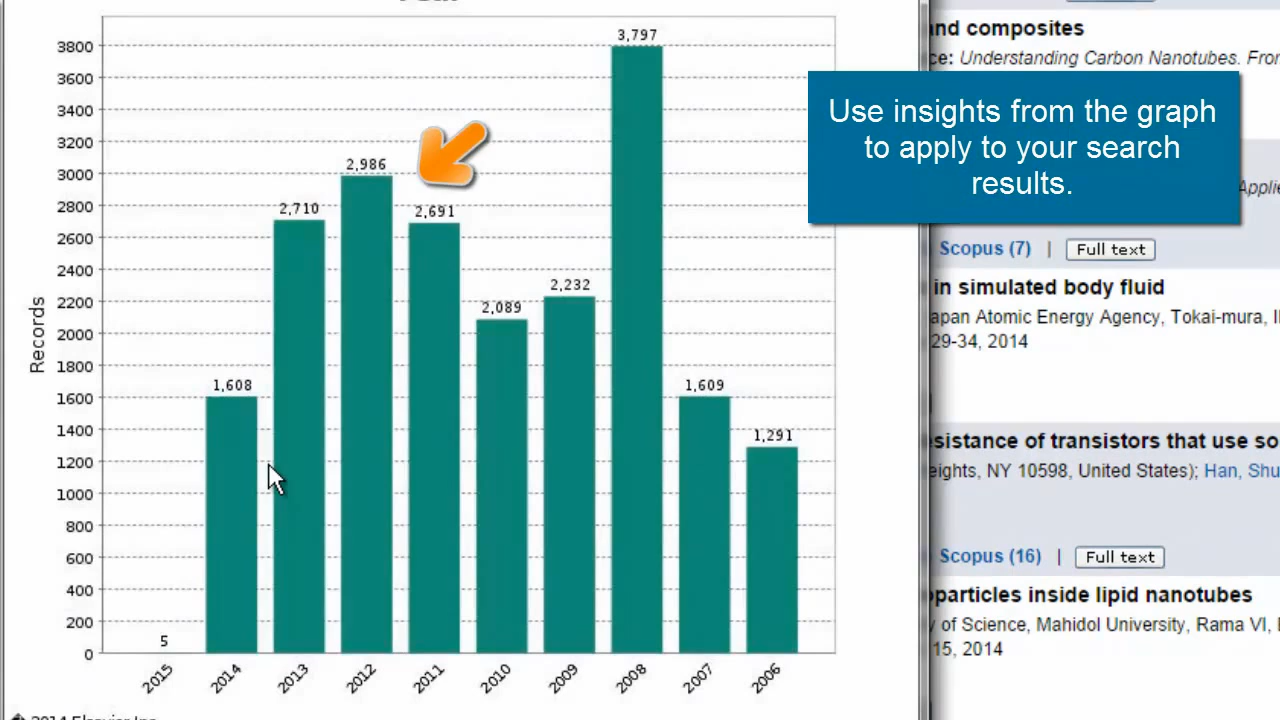 3,797
3800
3600
3400
3200
3000
2800
2600
2400
2200
2000
1800
1600
1400
1200
1000
800
600
400
200
0
Records
2,986
2,710
2,691
2,232
2,089
1,608
1,609
1,291
5
2015
2014
2013
2012
2011
2010
2009
2008
2007
2006
Use insights from the graph
to apply to your search
results.
and composites
ce: Understanding Carbon Nanotubes. Fron
Applie
Scopus (7) | Full text
in simulated body fluid
apan Atomic Energy Agency, Tokai-mura, I
29-34, 2014
sistance of transistors that use so
eights, NY 10598, United States); Han, Shu
Scopus (16) | Full text
particles inside lipid nanotubes
y of Science, Mahidol University, Rama VI,
15, 2014